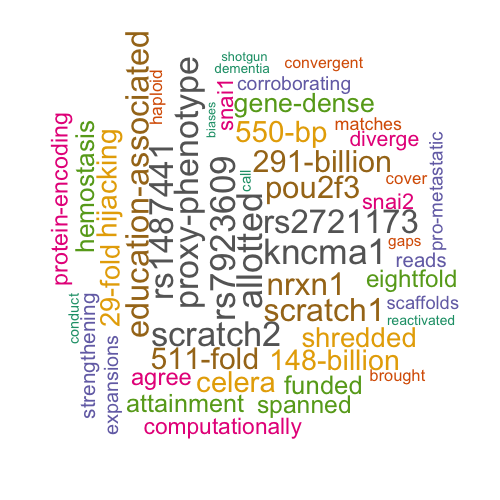 shotgun
dementia
convergent
corroborating
gene-dense
550-bp
matches
diverge
291-billion
pou2f3
cover
snai2
rs2721173
kncma1
gaps
reads
nrxn1
eightfold
scratch1
scaffolds
reactivated
scratch2
shredded
511-fold
148-billion
brought
agree
celera
funded
attainment
spanned
computationally
protein-encoding
hemostasis
29-fold
hijacking
education-associated
haploid
rs1487441
proxy-phenotype
biases
snai1
rs7923609
allotted
call
pro-metastatic
conduct
strengthening
expansions